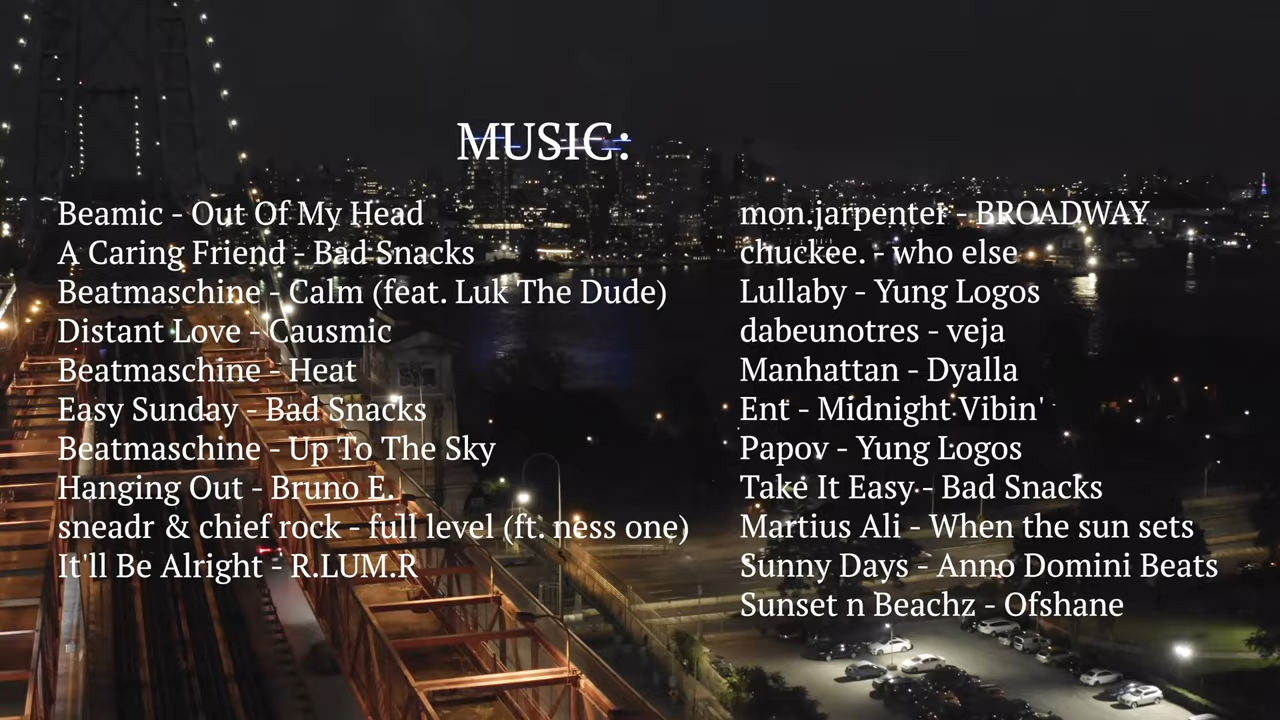 MUSIC:
Beamic - Out Of My Head
A Caring Friend - Bad Snacks
Beatmaschine - Calm (feat. Luk The Dude)
Distant Love - Causmic
Beatmaschine - Heat
Easy Sunday - Bad Snacks
Beatmaschine - Up To The Sky
Hanging Out - Bruno E.
sneadr & chief rock - full level (ft. ness one)
It'll Be Alright - R.LUM.R
mon.jarpenter - BROADWAY
chuckee. - who else
Lullaby - Yung Logos
dabeunotres - veja
Manhattan - Dyalla
Ent - Midnight Vibin'
Papov - Yung Logos
Take It Easy - Bad Snacks
Martius Ali - When the sun sets
Sunny Days - Anno Domini Beats
Sunset n Beachz - Ofshane